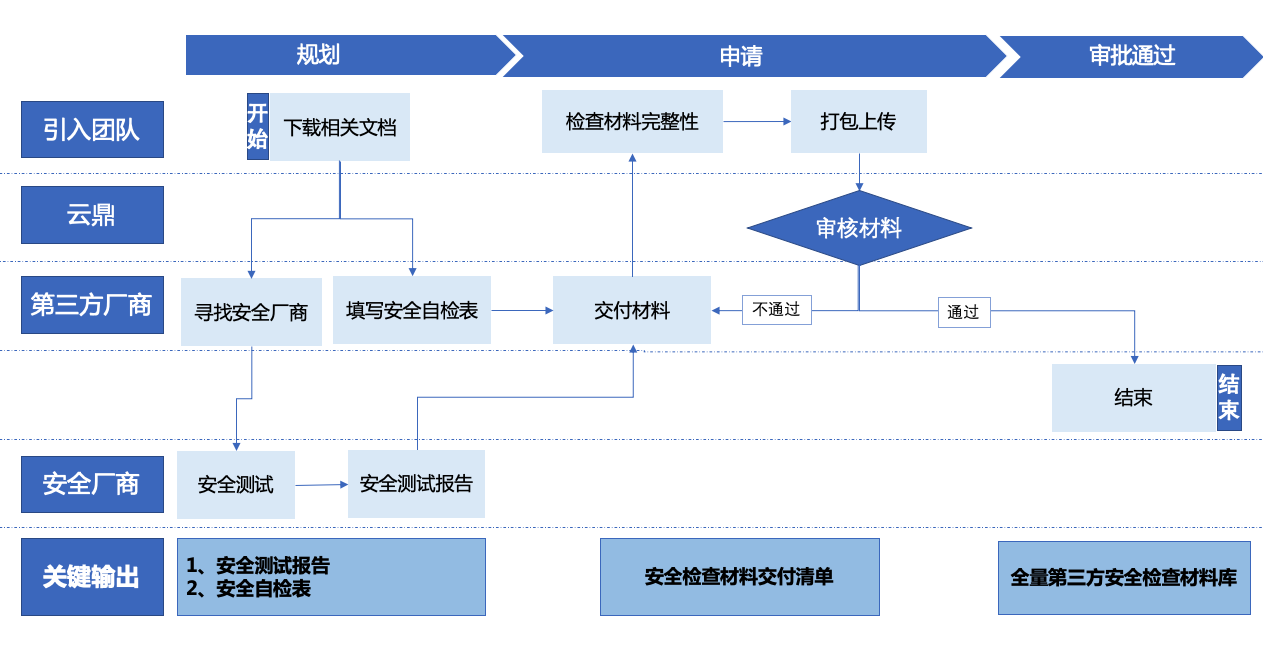 规划
申请
审批通过
引入团队
开始
下载相关文档
检查材料完整性
打包上传
云鼎
审核材料
第三方厂商
寻找安全厂商
填写安全自检表
交付材料
不通过
通过
结束
结束
安全厂商
安全测试
安全测试报告
关键输出
1、安全测试报告
2、安全自检表
安全检查材料交付清单
全量第三方安全检查材料库